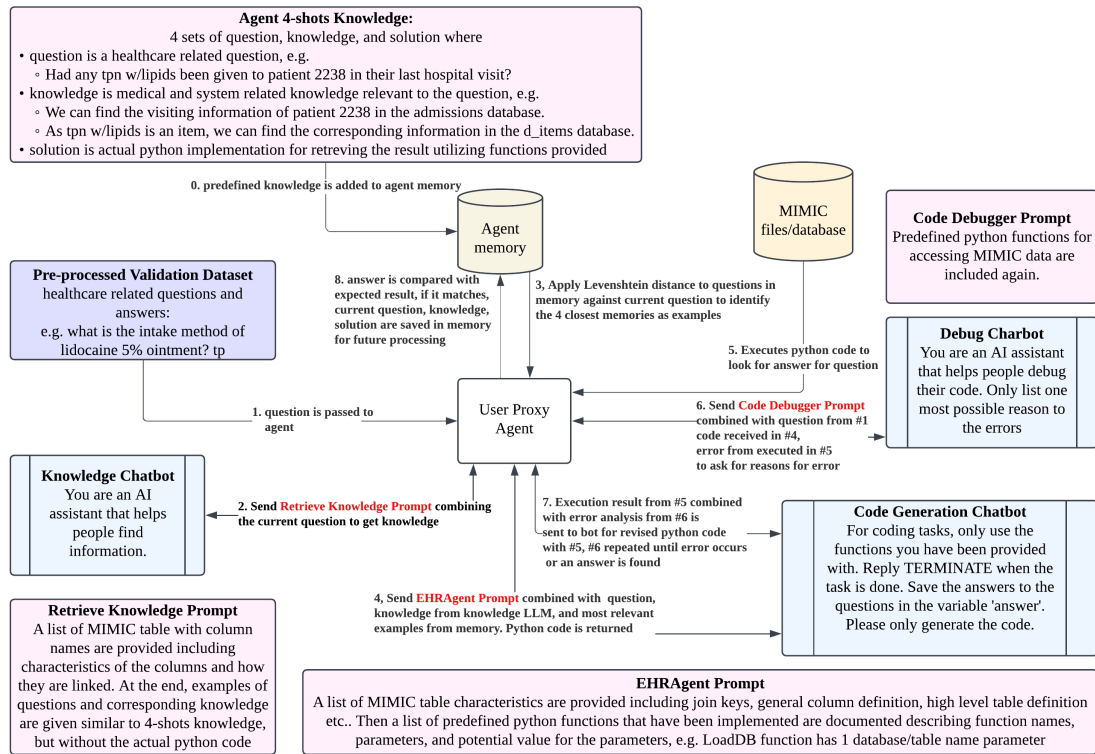 Agent 4-shots Knowledge:
4 sets of question, knowledge, and solution where
• question is a healthcare related question, e.g.
◦ Had any tpn w/lipids been given to patient 2238 in their last hospital visit?
• knowledge is medical and system related knowledge relevant to the question, e.g.
◦ We can find the visiting information of patient 2238 in the admissions database.
◦ As tpn w/lipids is an item, we can find the corresponding information in the d_items database.
• solution is actual python implementation for retreving the result utilizing functions provided
0. predefined knowledge is added to agent memory
Agent
memory
MIMIC
files/database
Code Debugger Prompt
Predefined python functions for
accessing MIMIC data are
included again.
Pre-processed Validation Dataset
healthcare related questions and
answers:
e.g. what is the intake method of
lidocaine 5% ointment? tp
8. answer is compared with
expected result, if it matches,
current question, knowledge,
solution are saved in memory
for future processing
3, Apply Levenshtein distance to questions in
memory against current question to identify
the 4 closest memories as examples
5. Executes python code to
look for answer for question
Debug Charbot
You are an AI assistant
that helps people debug
their code. Only list one
most possible reason to
the errors
1. question is passed to
agent
User Proxy
Agent
6. Send Code Debugger Prompt
combined with question from #1
code received in #4,
error from executed in #5
to ask for reasons for error
Knowledge Chatbot
You are an AI
assistant that helps
people find
information.
2. Send Retrieve Knowledge Prompt combining
the current question to get knowledge
7. Execution result from #5 combined
with error analysis from #6 is
sent to bot for revised python code
with #5, #6 repeated until error occurs
or an answer is found
Code Generation Chatbot
For coding tasks, only use the
functions you have been provided
with. Reply TERMINATE when the
task is done. Save the answers to the
questions in the variable 'answer'.
Please only generate the code.
4, Send EHRAgent Prompt combined with question,
knowledge from knowledge LLM, and most relevant
examples from memory. Python code is returned
Retrieve Knowledge Prompt
A list of MIMIC table with column
names are provided including
characteristics of the columns and how
they are linked. At the end, examples of
questions and corresponding knowledge
are given similar to 4-shots knowledge,
but without the actual python code
EHRAgent Prompt
A list of MIMIC table characteristics are provided including join keys, general column definition, high level table definition
etc.. Then a list of predefined python functions that have been implemented are documented describing function names,
parameters, and potential value for the parameters, e.g. LoadDB function has 1 database/table name parameter